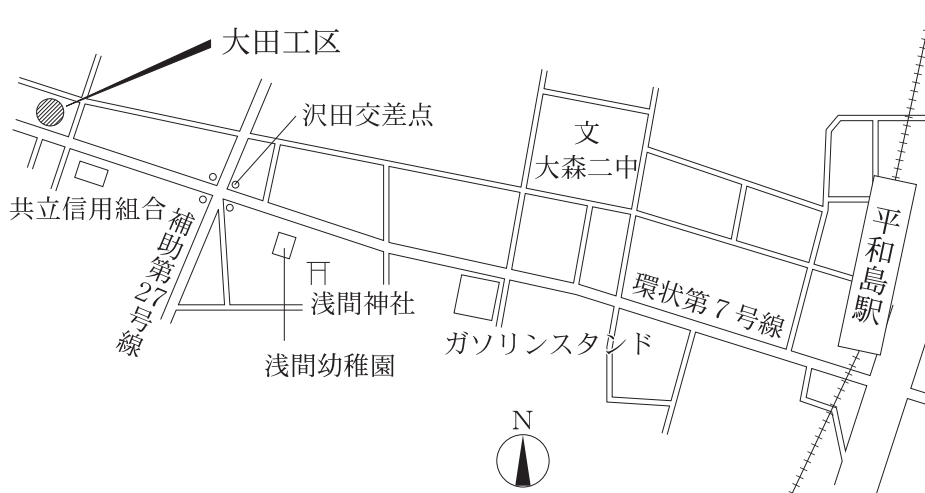 大田工区
沢田交差点
文
大森二中
共立信用組合
補助第27号線
平和島駅
環状第７号線
浅間神社
ガソリンスタンド
浅間幼稚園
N